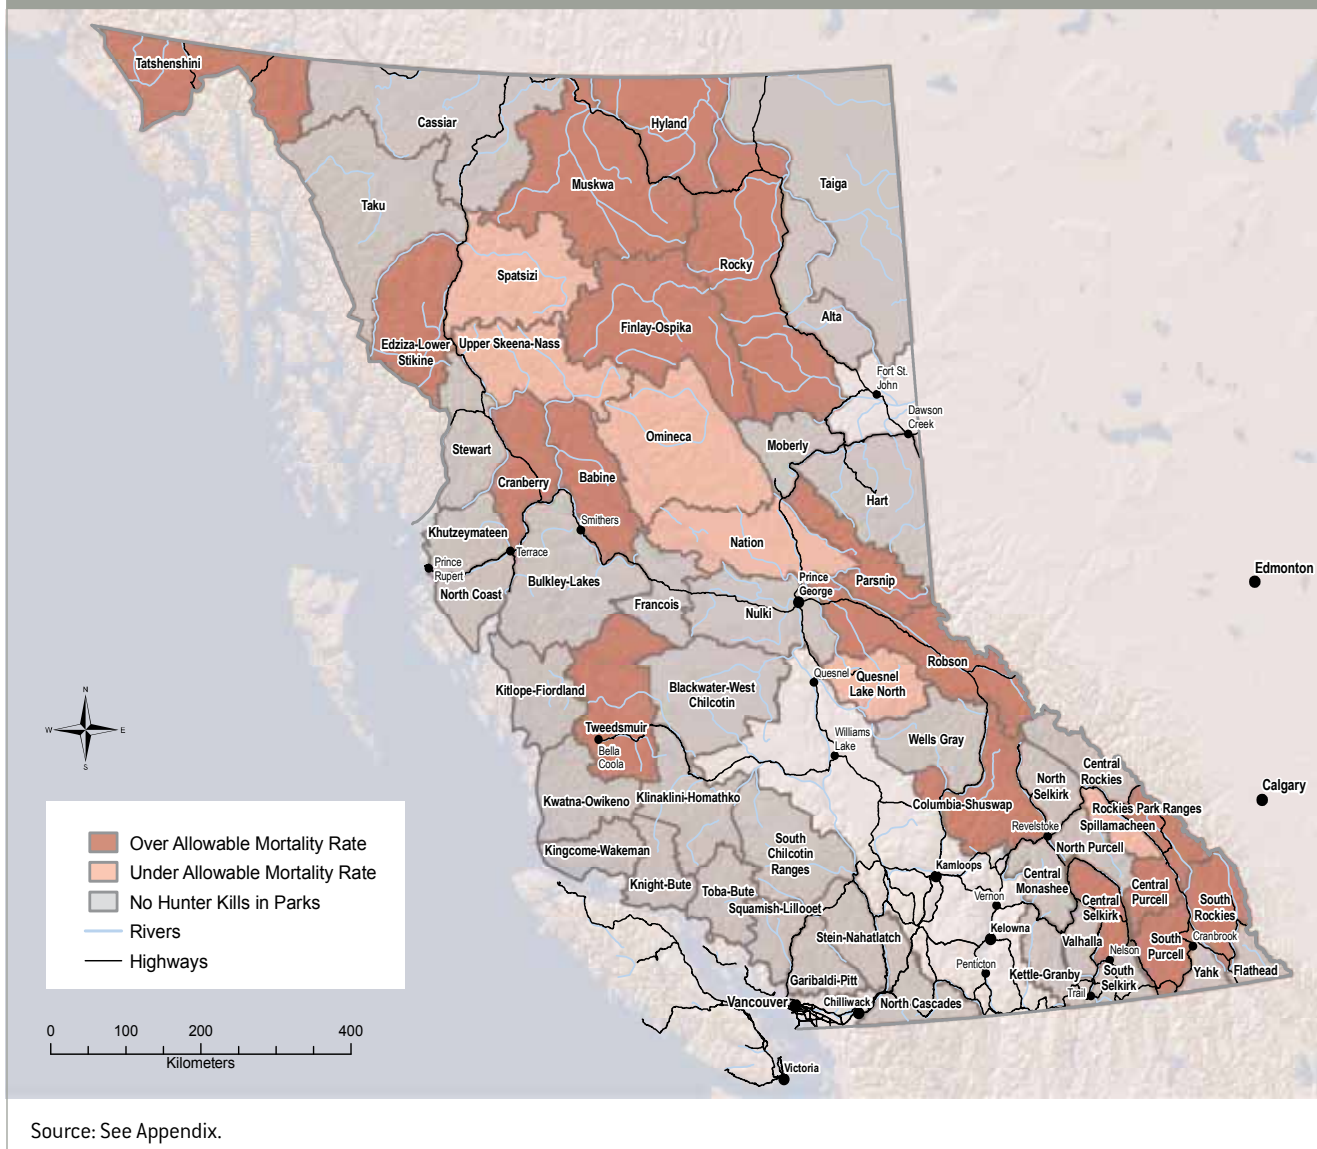 Tatshenshini
Cassiar
Hyland
Muskwa
Taiga
Taku
Rocky
Spatsizi
Alta
Finlay-Ospika
Edziza-Lower
Stikine
Upper Skeena-Nass
Fort St.
John
Dawson
Creek
Omineca
Moberly
Stewart
Babine
Cranberry
Hart
Smithers
Khutzeymateen
Nation
Terrace
Prince
Rupert
Bulkley-Lakes
Prince
George
Parsnip
North Coast
Francois
Nulki
Edmonton
Robson
Quesnel
Quesnel
Lake North
Kitlope-Fiordland
Blackwater-West
Chilcotin
N
W
E
S
Tweedsmuir
Bella
Coola
Williams
Lake
Wells Gray
Central
Rockies
North
Selkirk
Calgary
Kwatna-Owikeno
Klinaklini-Homathko
Columbia-Shuswap
Rockies Park Ranges
Revelstoke
Spillamacheen
South
Chilcotin
Ranges
North Purcell
Kingcome-Wakeman
Kamloops
Central
Monashee
Knight-Bute
Toba-Bute
Vernon
Central
Selkirk
Central
Purcell
South
Rockies
Squamish-Lillooet
Kelowna
Stein-Nahatlatch
Valhalla
Nelson
South
Purcell
Cranbrook
Penticton
Kettle-Granby
South
Selkirk
Yahk
Flathead
Garibaldi-Pitt
Trail
Vancouver
Chilliwack
North Cascades
Victoria
Over Allowable Mortality Rate
Under Allowable Mortality Rate
No Hunter Kills in Parks
Rivers
Highways
0 100 200 400
Kilometers
Source: See Appendix.